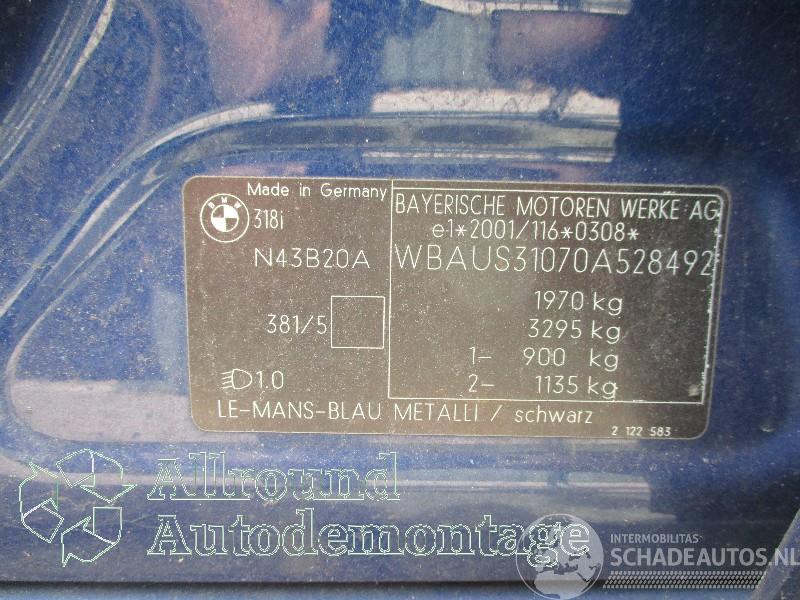 Made in Germany
BMW
318i
N43B20A
381/5
1.0
BAYERISCHE MOTOREN WERKE AG
e1*2001/116*0308*
WBAUS31070A528492
1970 kg
3295 kg
1- 900 kg
2- 1135 kg
LE-MANS-BLAU METALLI / schwarz
2 122 583
Allround
Autodemontage
INTERMOBILITAS
SCHADEAUTOS.NL